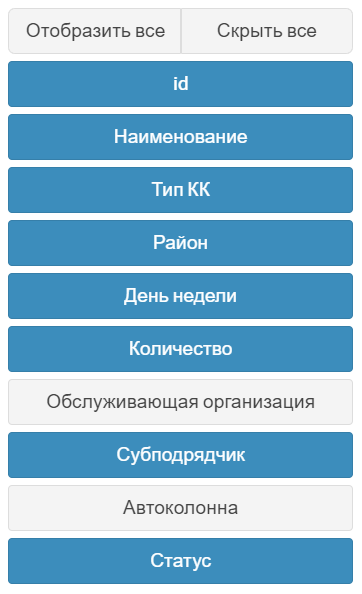 Отобразить все Скрыть все
id
Наименование
Тип КК
Район
День недели
Количество
Обслуживающая организация
Субподрядчик
Автоколонна
Статус